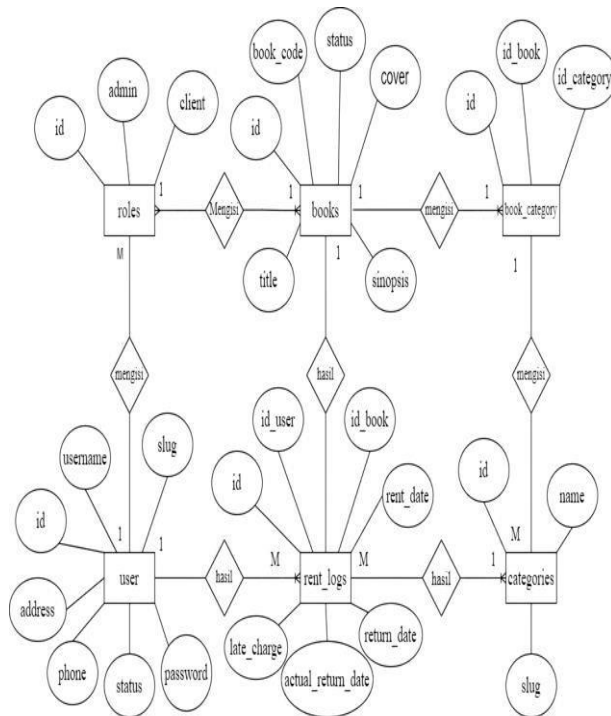 book_code
status
id_book
admin
cover
id_category
client
id
id
id
1
1
1
1
roles
Mengisi
books
mengisi
book_category
M
1
1
title
sinopsis
mengisi
hasil
mengisi
id_user
id_book
username
slug
id
name
id
rent_date
id
1
1
M
M
M
1
user
hasil
rent_logs
hasil
categories
address
late_charge
return_date
phone
status
password
actual_return_date
slug